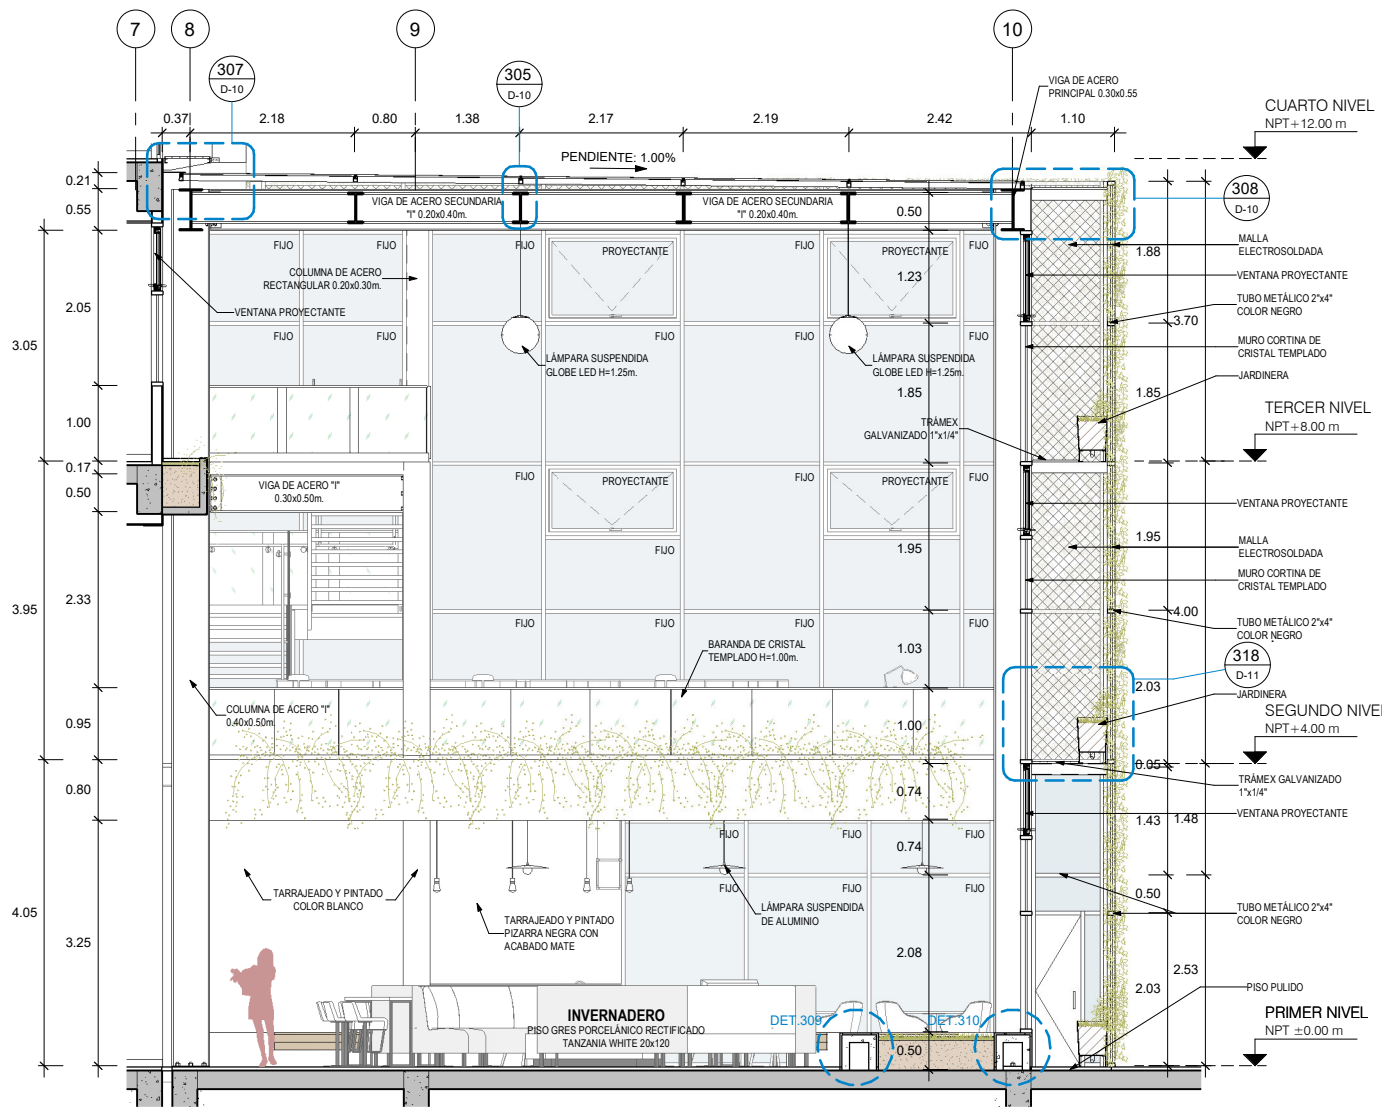 7
8
9
10
307
D-10
305
D-10
VIGA DE ACERO
PRINCIPAL 0.30x0.55
CUARTO NIVEL
NPT+12.00 m
0.37
2.18
0.80
1.38
2.17
2.19
2.42
1.10
PENDIENTE: 1.00%
0.21
0.55
VIGA DE ACERO SECUNDARIA
"I" 0.20x0.40m.
VIGA DE ACERO SECUNDARIA
"I" 0.20x0.40m.
0.50
308
D-10
FIJO
FIJO
FIJO
PROYECTANTE
FIJO
PROYECTANTE
FIJO
1.88
MALLA
ELECTROSOLDADA
COLUMNA DE ACERO
RECTANGULAR 0.20x0.30m.
1.23
VENTANA PROYECTANTE
2.05
VENTANA PROYECTANTE
TUBO METÁLICO 2"x4"
COLOR NEGRO
3.70
3.05
FIJO
FIJO
FIJO
FIJO
FIJO
FIJO
MURO CORTINA DE
CRISTAL TEMPLADO
LÁMPARA SUSPENDIDA
GLOBE LED H=1.25m.
LÁMPARA SUSPENDIDA
GLOBE LED H=1.25m.
JARDINERA
1.00
1.85
1.85
TERCER NIVEL
NPT+8.00 m
TRÁMEX
GALVANIZADO 1"x1/4"
0.17
0.50
VIGA DE ACERO "I"
0.30x0.50m.
FIJO
PROYECTANTE
FIJO
PROYECTANTE
FIJO
VENTANA PROYECTANTE
FIJO
1.95
1.95
MALLA
ELECTROSOLDADA
MURO CORTINA DE
CRISTAL TEMPLADO
3.95
2.33
FIJO
FIJO
FIJO
FIJO
4.00
TUBO METÁLICO 2"x4"
COLOR NEGRO
BARANDA DE CRISTAL
TEMPLADO H=1.00m.
1.03
318
D-11
2.03
JARDINERA
COLUMNA DE ACERO "I"
0.40x0.50m.
0.95
1.00
SEGUNDO NIVEL
NPT+4.00 m
0.05
TRÁMEX GALVANIZADO
1"x1/4"
0.80
0.74
1.43
1.48
VENTANA PROYECTANTE
FIJO
FIJO
FIJO
0.74
FIJO
FIJO
FIJO
0.50
TARRAJEADO Y PINTADO
COLOR BLANCO
TARRAJEADO Y PINTADO
PIZARRA NEGRA CON
ACABADO MATE
LÁMPARA SUSPENDIDA
DE ALUMINIO
TUBO METÁLICO 2"x4"
COLOR NEGRO
4.05
3.25
2.08
2.53
2.03
PISO PULIDO
INVERNADERO
PISO GRES PORCELÁNICO RECTIFICADO
TANZANIA WHITE 20x120
DET.309
DET.310
0.50
PRIMER NIVEL
NPT ±0.00 m